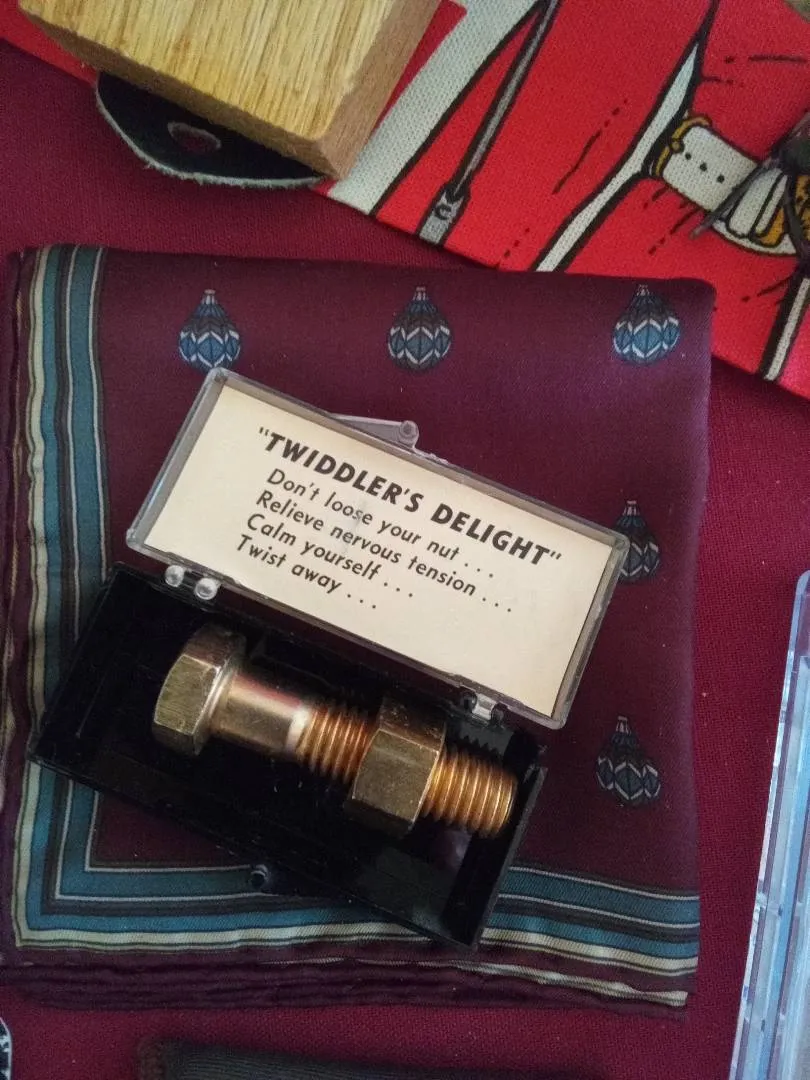 "TWIDDLER'S DELIGHT"
Don't loose your nut . . .
Relieve nervous tension . . .
Calm yourself . . .
Twist away . . .